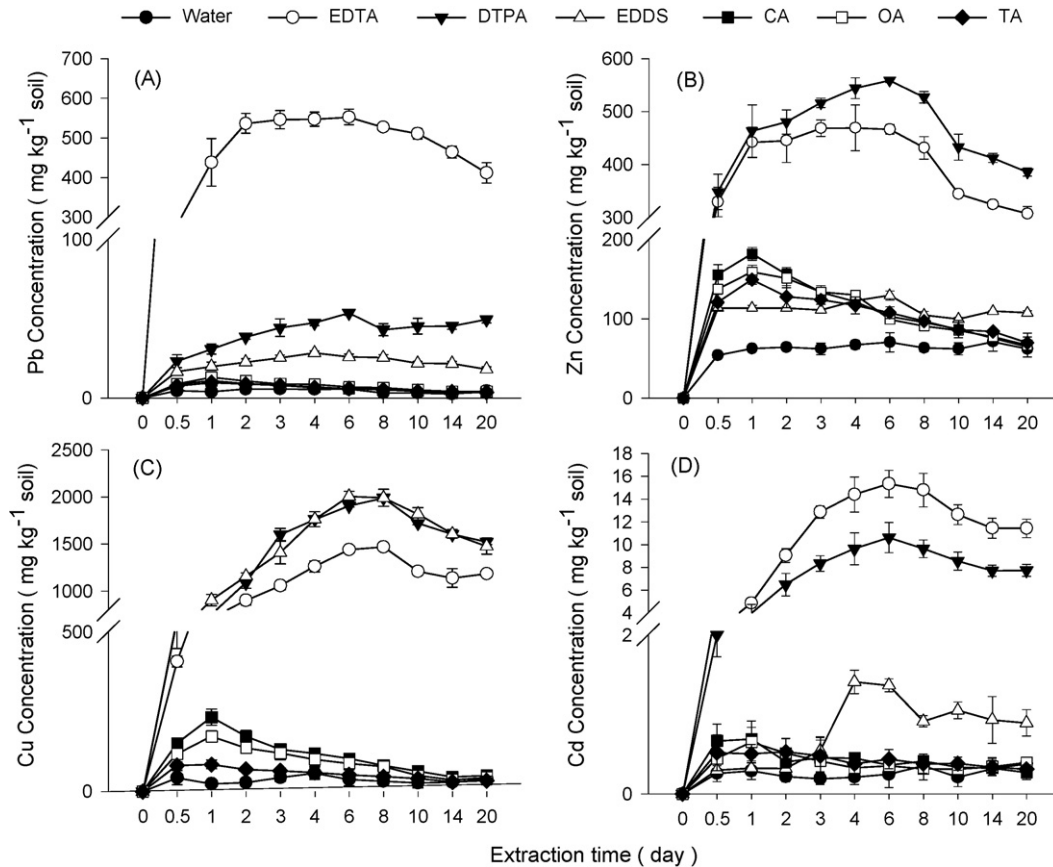 Water EDTA DTPA EDDS CA OA TA
(A)
Pb Concentration ( mg kg⁻¹ soil)
700
600
500
400
300
100
0
0 0.5 1 2 3 4 6 8 10 14 20
(B)
Zn Concentration ( mg kg⁻¹ soil)
600
500
400
300
200
100
0
0 0.5 1 2 3 4 6 8 10 14 20
(C)
Cu Concentration ( mg kg⁻¹ soil)
2500
2000
1500
1000
500
0
0 0.5 1 2 3 4 6 8 10 14 20
(D)
Cd Concentration ( mg kg⁻¹ soil)
18
16
14
12
10
8
6
4
2
0
0 0.5 1 2 3 4 6 8 10 14 20
Extraction time ( day )